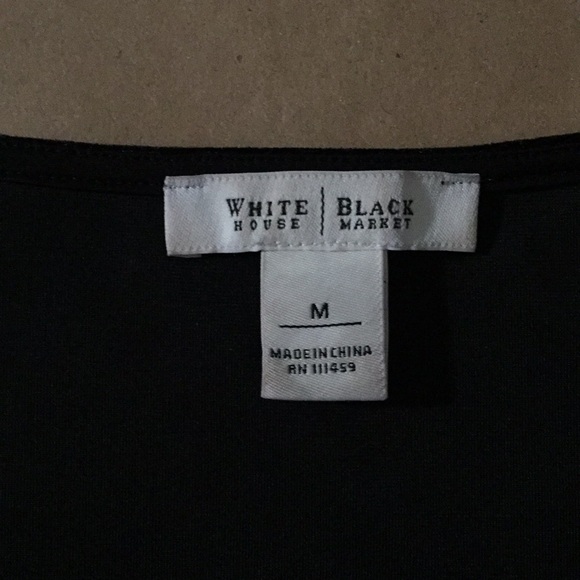 WHITE | BLACK
HOUSE | MARKET
M
MADE IN CHINA
RN 111459